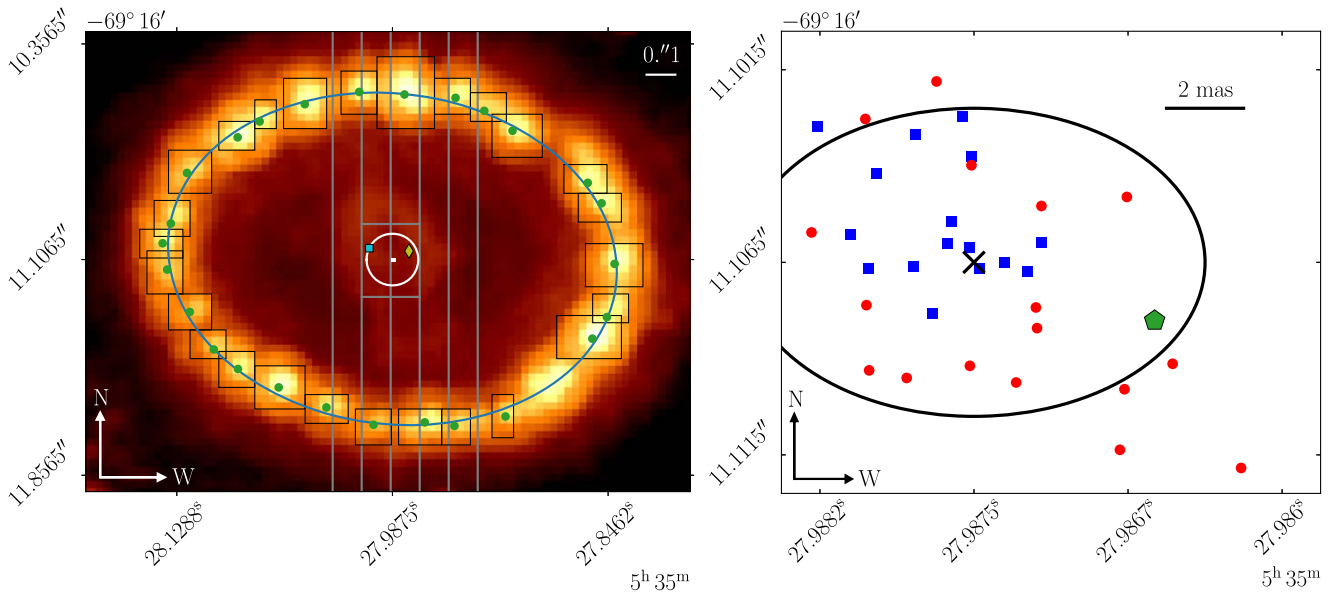 −69° 16′
10.3565″
11.1065″
11.8565″
0.″1
N
W
28.1288ˢ
27.9875ˢ
27.8462ˢ
5ʰ 35ᵐ
−69° 16′
11.1015″
11.1065″
11.1115″
2 mas
N
W
27.9882ˢ
27.9875ˢ
27.9867ˢ
27.986ˢ
5ʰ 35ᵐ